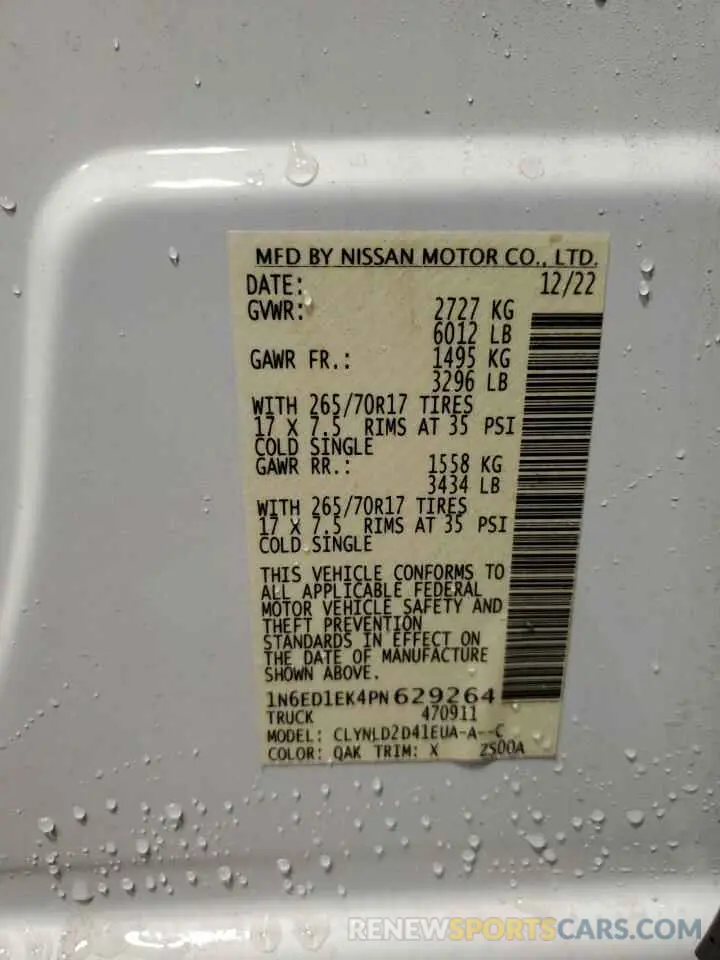 MFD BY NISSAN MOTOR CO., LTD.
DATE: 12/22
GVWR: 2727 KG
6012 LB
GAWR FR.: 1495 KG
3296 LB
WITH 265/70R17 TIRES
17 X 7.5 RIMS AT 35 PSI
COLD SINGLE
GAWR RR.: 1558 KG
3434 LB
WITH 265/70R17 TIRES
17 X 7.5 RIMS AT 35 PSI
COLD SINGLE
THIS VEHICLE CONFORMS TO
ALL APPLICABLE FEDERAL
MOTOR VEHICLE SAFETY AND
THEFT PREVENTION
STANDARDS IN EFFECT ON
THE DATE OF MANUFACTURE
SHOWN ABOVE.
1N6ED1EK4PN 629264
TRUCK 470911
MODEL: CLYNLD2D41EUA-A--C
COLOR: QAK TRIM: X ZS00A
RENEWSPORTSCARS.COM